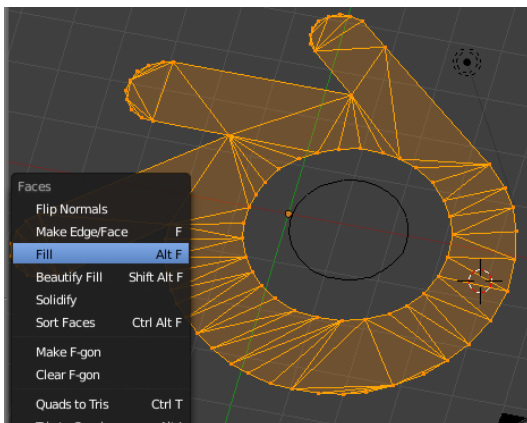 Faces
Flip Normals
Make Edge/Face F
Fill Alt F
Beautify Fill Shift Alt F
Solidify
Sort Faces Ctrl Alt F
Make F-gon
Clear F-gon
Quads to Tris Ctrl T